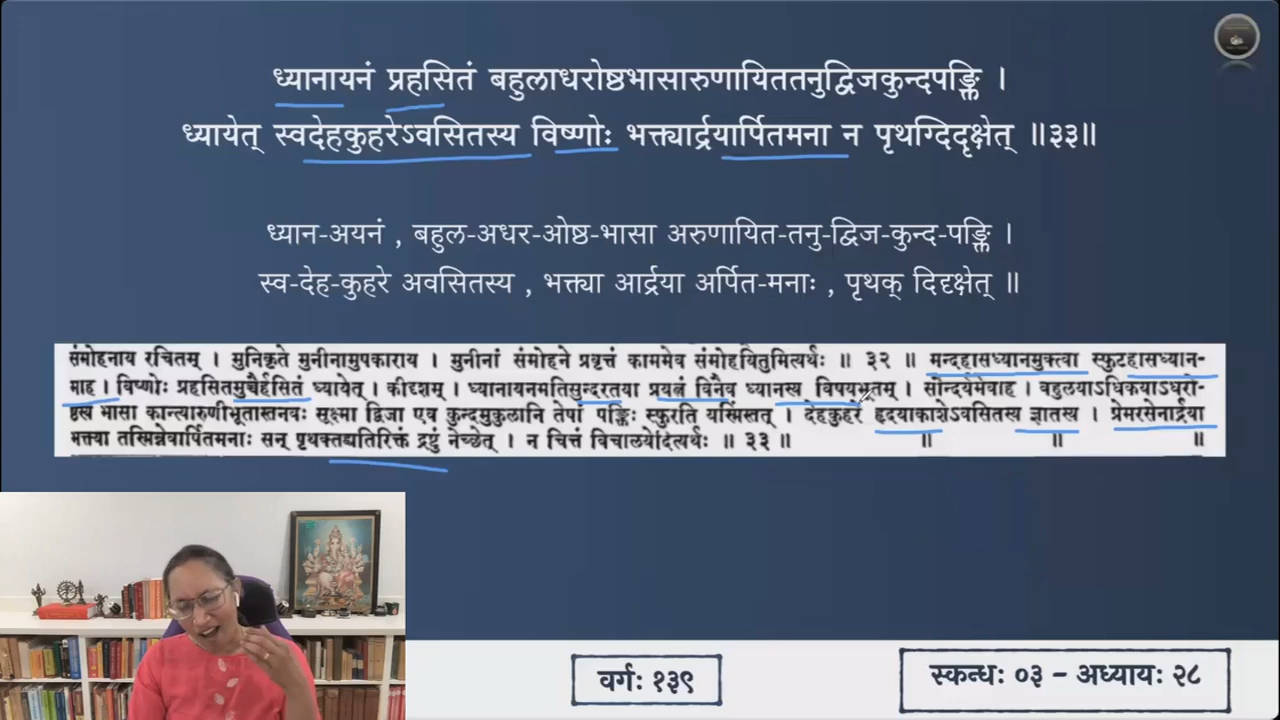 ध्यानायनं प्रहसितं बहुलाधरोष्ठभासारुणायिततनुद्विजकुन्दपङ्क्ति ।
ध्यायेत् स्वदेहकुहरेऽवसितस्य विष्णोः भक्त्यार्द्रयार्पितमना न पृथग्दिदृक्षेत् ॥३३॥
ध्यान-अयनं , बहुल-अधर-ओष्ठ-भासा अरुणायित-तनु-द्विज-कुन्द-पङ्क्ति ।
स्व-देह-कुहरे अवसितस्य , भक्त्या आर्द्रया अर्पित-मनाः , पृथक् दिदृक्षेत् ॥
संमोहनाय रचितम् । मुनिकृते मुनीनामुपकाराय । मुनीनां संमोहने प्रवृत्तं काममेव संमोहयितुमित्यर्थः ॥ ३२ ॥ मन्दहासध्यानमुक्त्वा स्फुटहासध्यान-
माह । विष्णोः प्रहसितमुच्चैर्हसितं ध्यायेत् । कीदृशम् । ध्यानायनमतिसुन्दरतया प्रयत्नं विनैव ध्यानस्य विषयभूतम् । सौन्दर्यमेवाह । बहुलयाऽधिकयाऽधरो-
ष्ठस्य भासा कान्त्यारुणीभूतास्तनवः सूक्ष्मा द्विजा एव कुन्दमुकुलानि तेषां पङ्क्तिः स्फुरति यस्मिंस्तत् । देहकुहरे हृदयाकाशेऽवसितस्य ज्ञातस्य । प्रेमरसेनार्द्रया
भक्त्या तस्मिन्नेवार्पितमनाः सन् पृथक्तद्व्यतिरिक्तं द्रष्टुं नेच्छेत् । न चित्तं विचालयेदित्यर्थः ॥ ३३ ॥ ॥ ॥ ॥
वर्गः १३९
स्कन्धः ०३ – अध्यायः २८